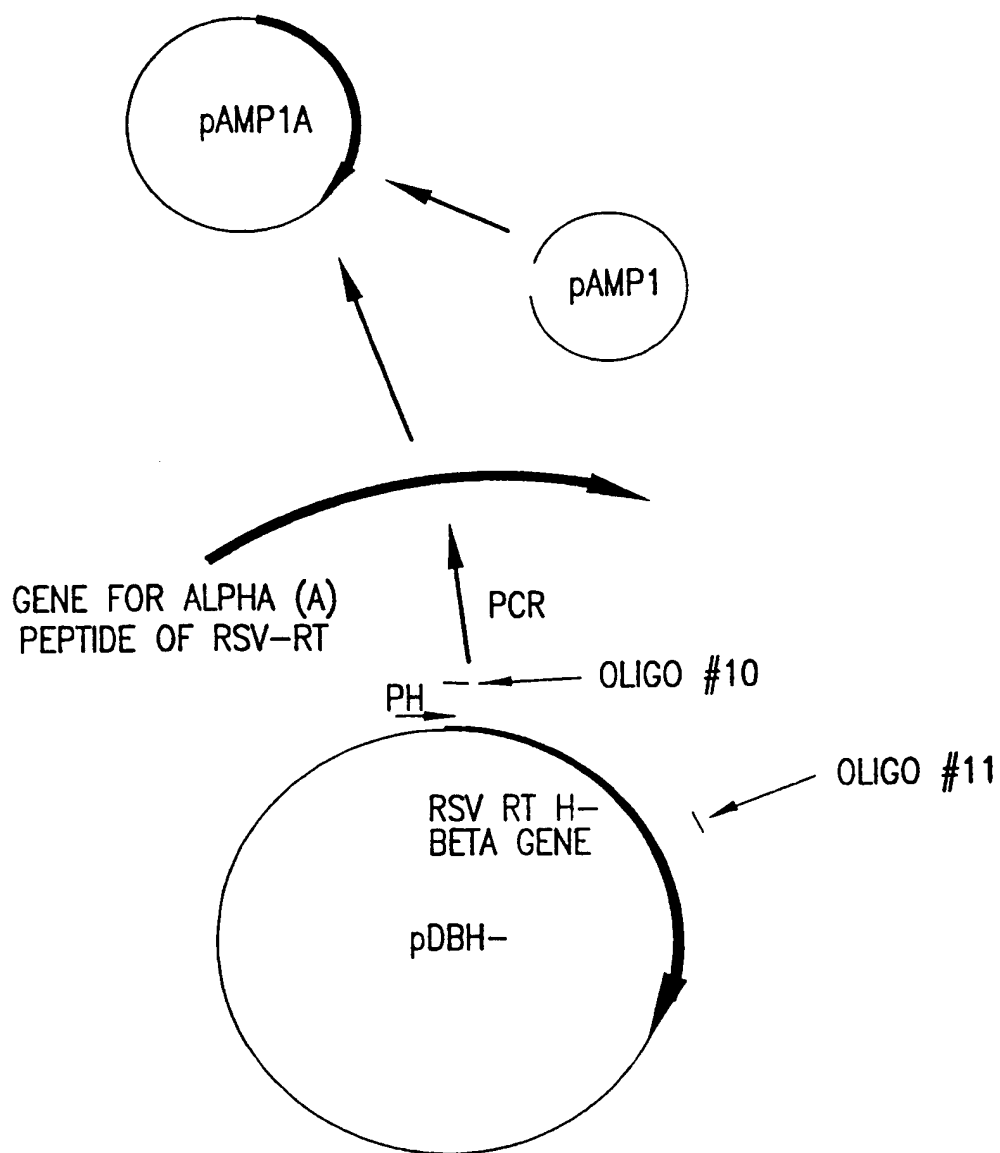 pAMP1A
pAMP1
GENE FOR ALPHA (A)
PEPTIDE OF RSV-RT
PCR
OLIGO #10
PH
OLIGO #11
RSV RT H-
BETA GENE
pDBH-